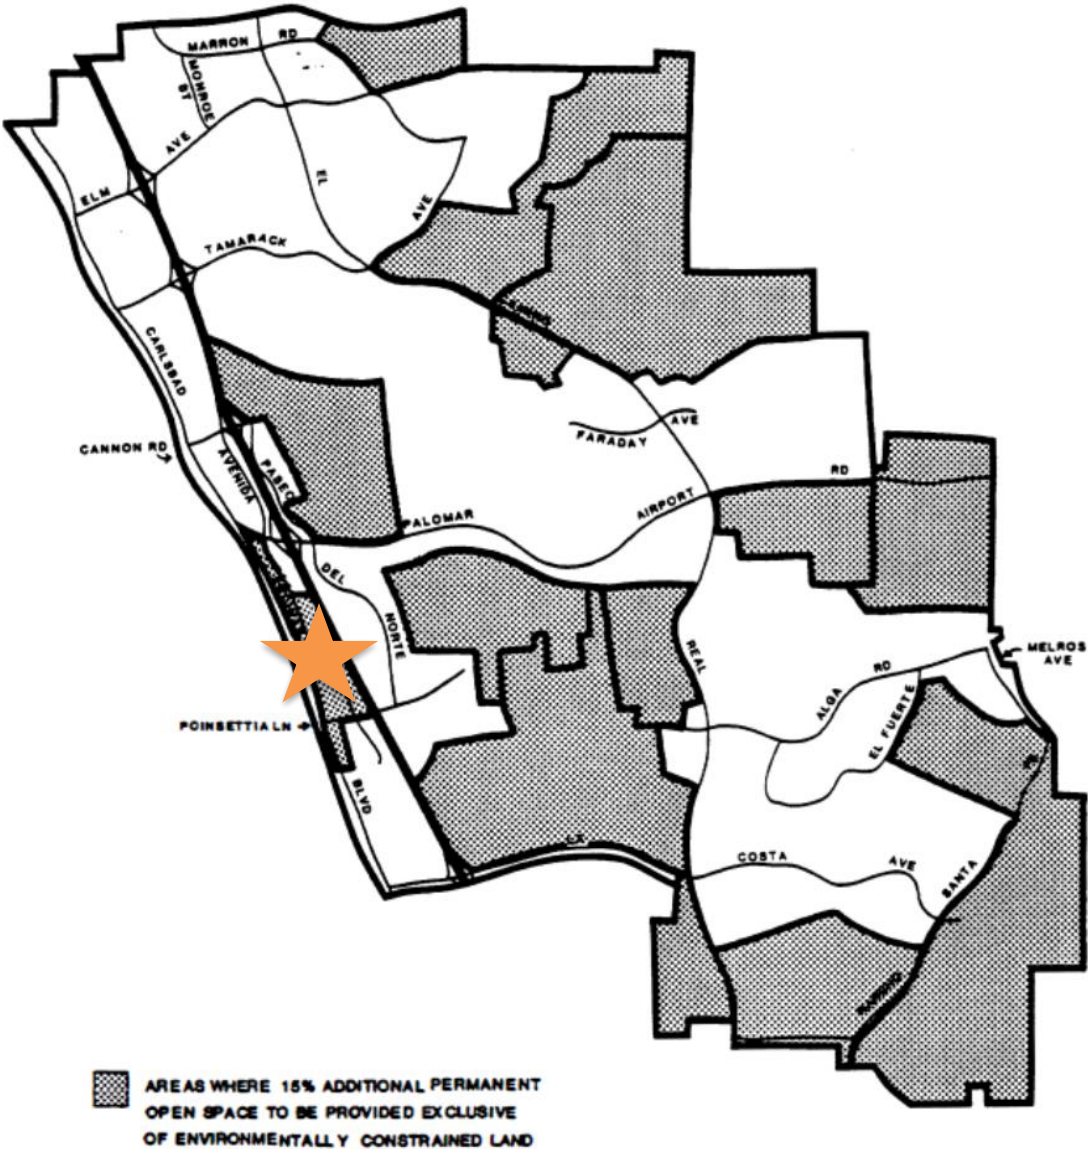 MARRON RD
MONROE ST
AVE
ELM
EL
AVE
TAMARACK
CAMINO
CARLSBAD
CANNON RD
FARADAY AVE
AVENIDA
PASEO
RD
AIRPORT
PALOMAR
DEL
NORTE
REAL
MELROS
AVE
RD
ALGA
EL FUERTE
POINSETTIA LN
BLVD
LA
COSTA AVE
SANTA
AREAS WHERE 15% ADDITIONAL PERMANENT
OPEN SPACE TO BE PROVIDED EXCLUSIVE
OF ENVIRONMENTALLY CONSTRAINED LAND